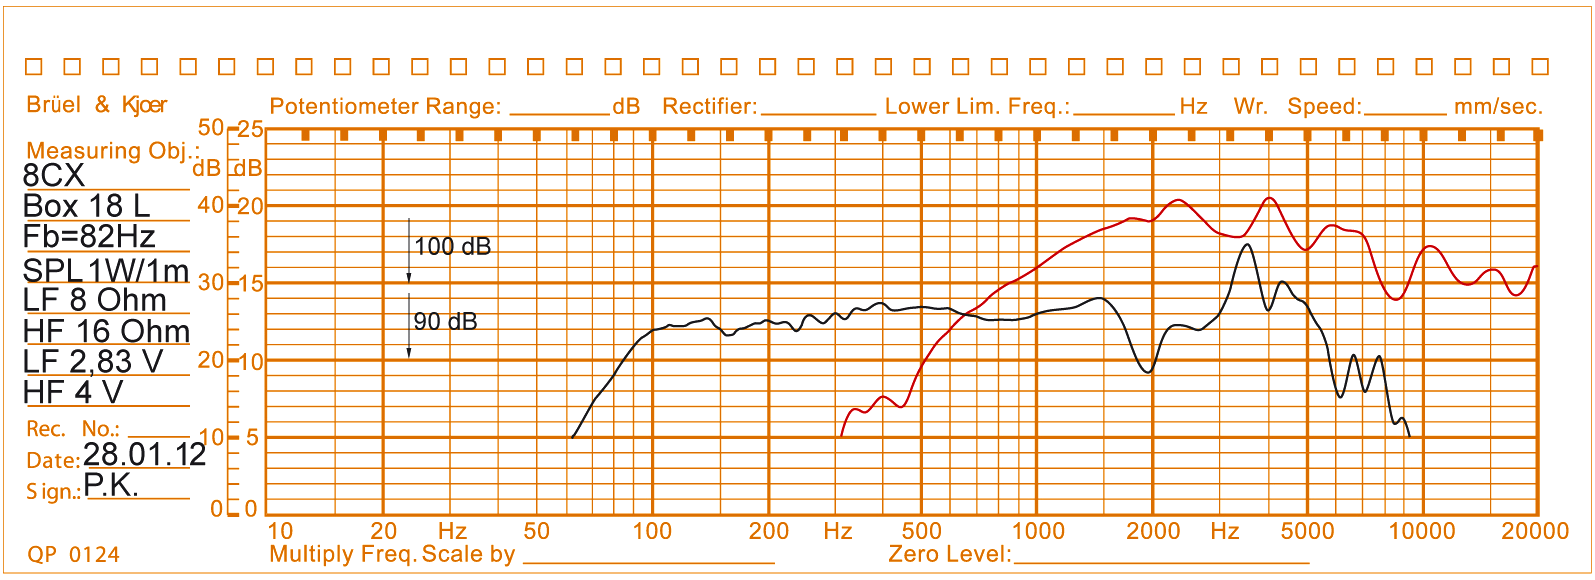 Brüel & Kjœr Potentiometer Range: dB Rectifier: Lower Lim. Freq.: Hz Wr. Speed: mm/sec.
Measuring Obj.:
8CX
Box 18 L
Fb=82Hz
SPL1W/1m
LF 8 Ohm
HF 16 Ohm
LF 2,83 V
HF 4 V
Rec. No.:
Date: 28.01.12
Sign.: P.K.
QP 0124
50 25
dB dB
40 20
30 15
20 10
10 5
0 0
100 dB
90 dB
10 20 Hz 50 100 200 Hz 500 1000 2000 Hz 5000 10000 20000
Multiply Freq. Scale by Zero Level: